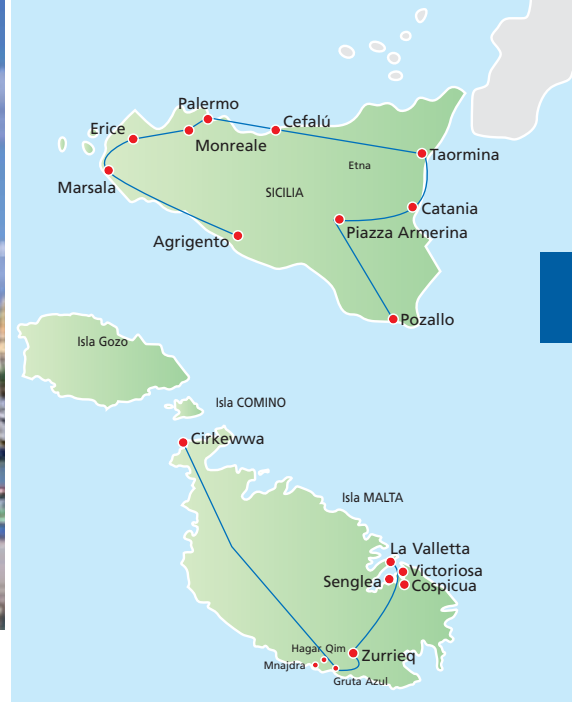 Palermo
Erice
Cefalú
Monreale
Taormina
Etna
Marsala
SICILIA
Catania
Piazza Armerina
Agrigento
Pozallo
Isla Gozo
Isla COMINO
Cirkewwa
Isla MALTA
La Valletta
Victoriosa
Senglea
Cospicua
Hagar Qim
Zurrieq
Mnajdra
Gruta Azul